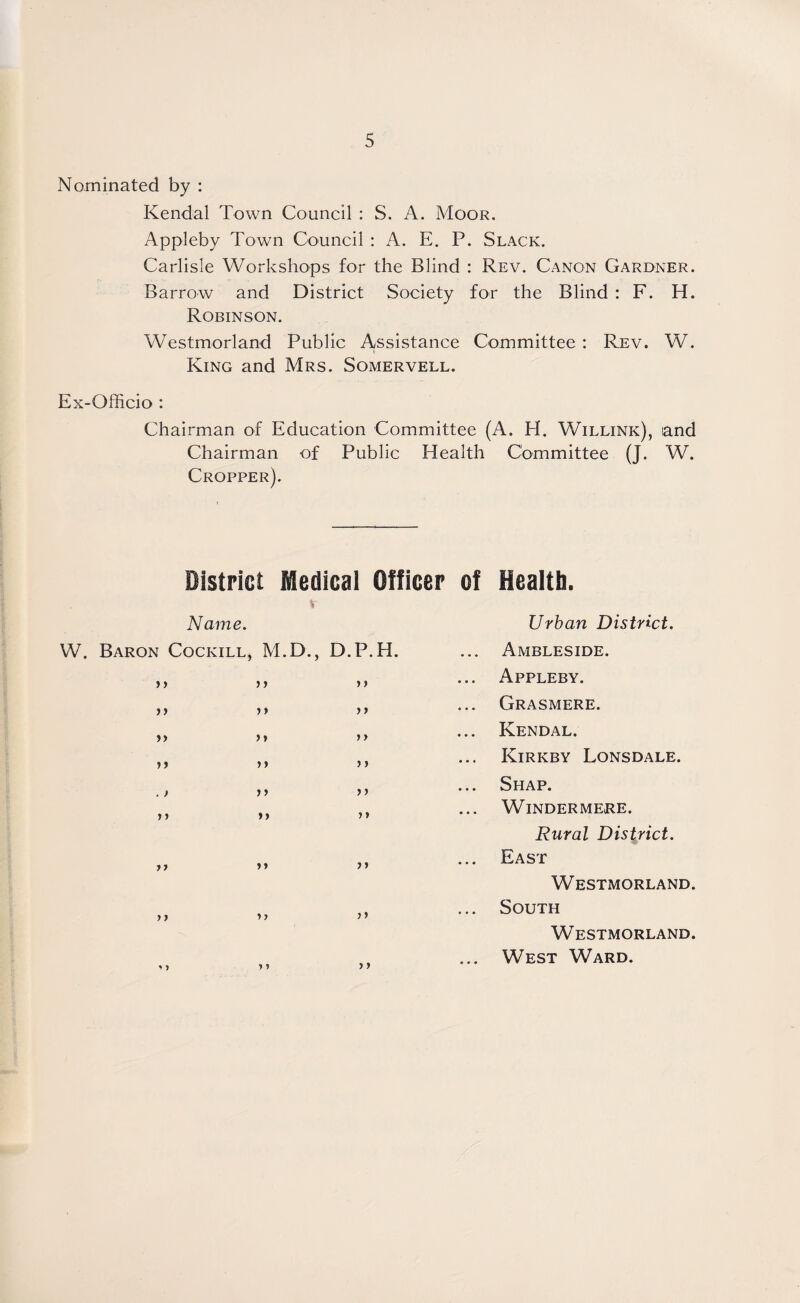 5
Nominated by :
Kendal Town Council : S. A. Moor.
Appleby Town Council : A. E. P. Slack.
Carlisle Workshops for the Blind : Rev. Canon Gardner.
Barrow and District Society for the Blind : F. H.
Robinson.
Westmorland Public Assistance Committee : Rev. W.
King and Mrs. Somervell.
Ex-Officio :
Chairman of Education Committee (A. H. Willink), and
Chairman of Public Health Committee (J. W.
Cropper).
District Medical Officer of Health.
Name. Urban District.
W. Baron Cockill, M.D., D.P.H. ... Ambleside.
,, ,, ,, ... Appleby.
,, ,, ,, ... Grasmere.
,, ,, ,, ... Kendal.
,, ,, ,, ... Kirkby Lonsdale.
,, ,, ,, ... Shap.
,, ,, ,, ... Windermere.
Rural District.
,, ,, ,, ... East
Westmorland.
,, ,, ,, ... South
Westmorland.
,, ,, ,, ... West Ward.